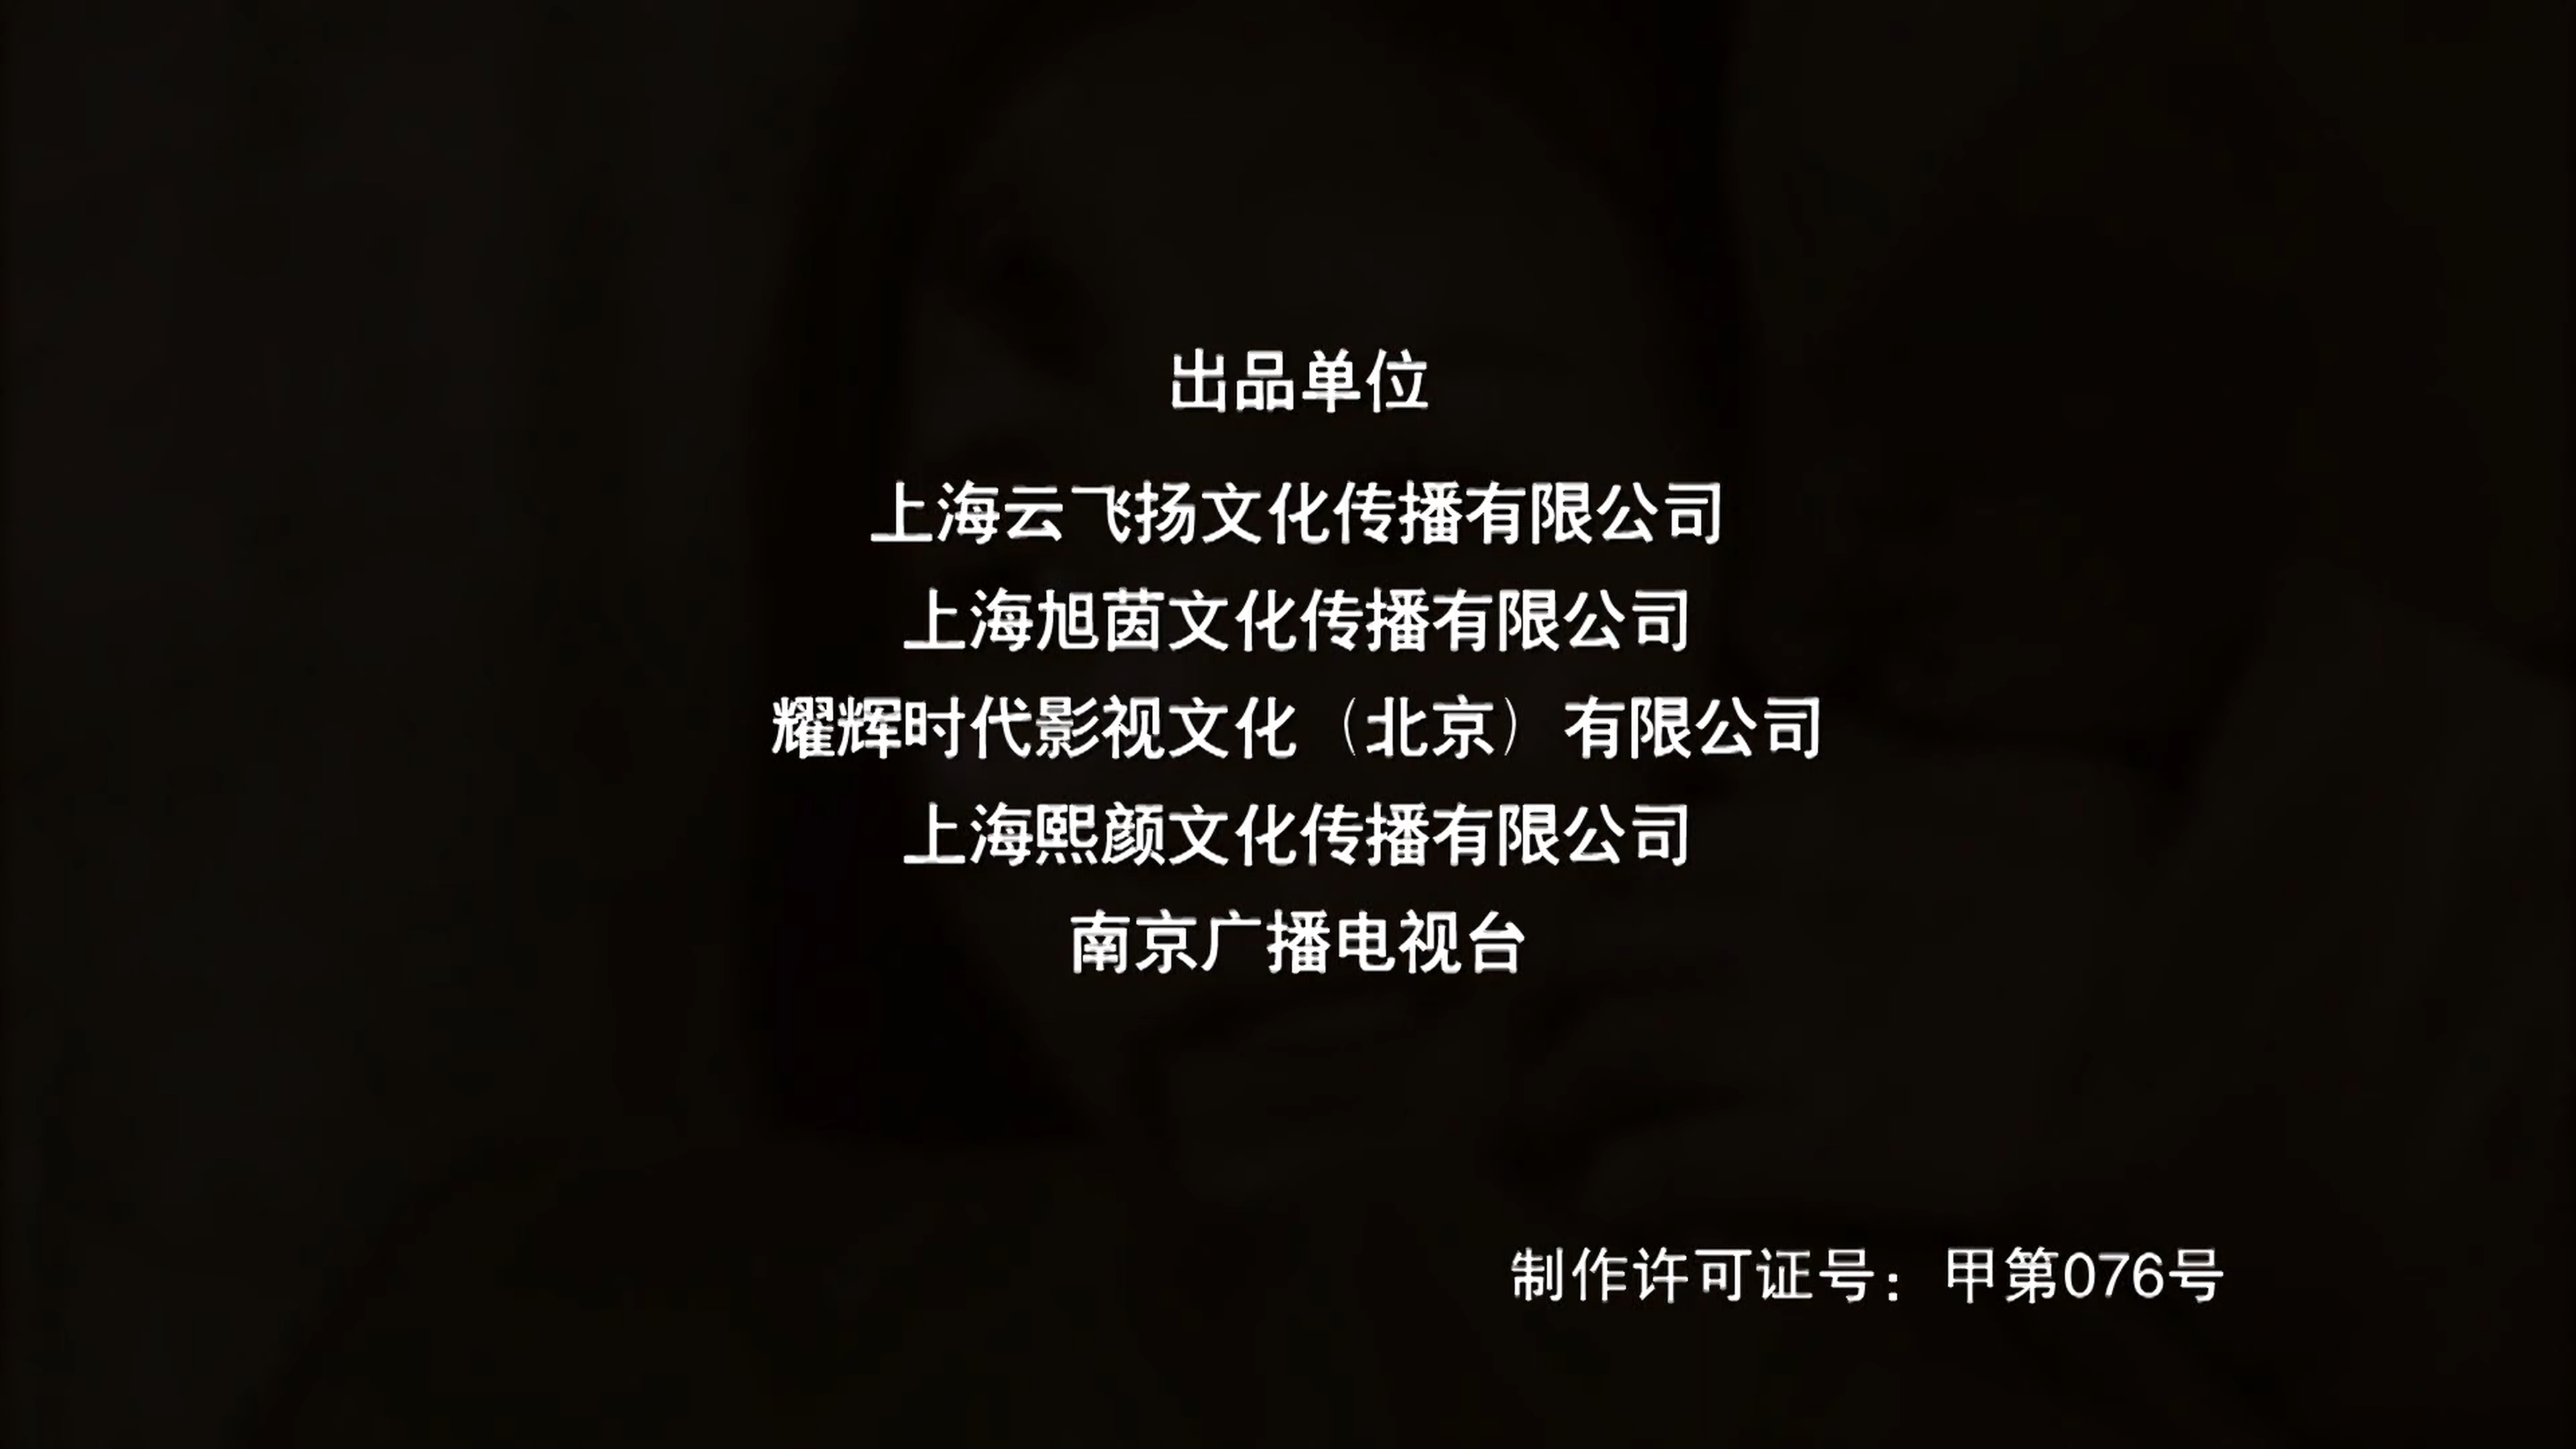 出品单位
上海云飞扬文化传播有限公司
上海旭茵文化传播有限公司
耀辉时代影视文化（北京）有限公司
上海熙颜文化传播有限公司
南京广播电视台
制作许可证号：甲第076号